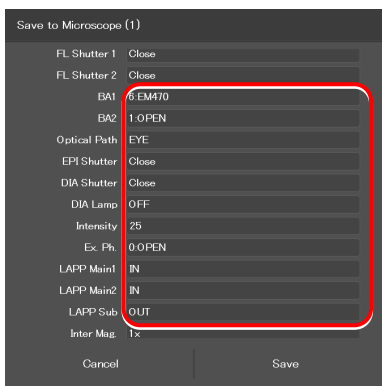 Save to Microscope (1)
FL Shutter 1 Close
FL Shutter 2 Close
BA1 6:EM470
BA2 1:OPEN
Optical Path EYE
EPI Shutter Close
DIA Shutter Close
DIA Lamp OFF
Intensity 25
Ex. Ph. 0:OPEN
LAPP Main1 IN
LAPP Main2 IN
LAPP Sub OUT
Inter Mag. 1×
Cancel Save